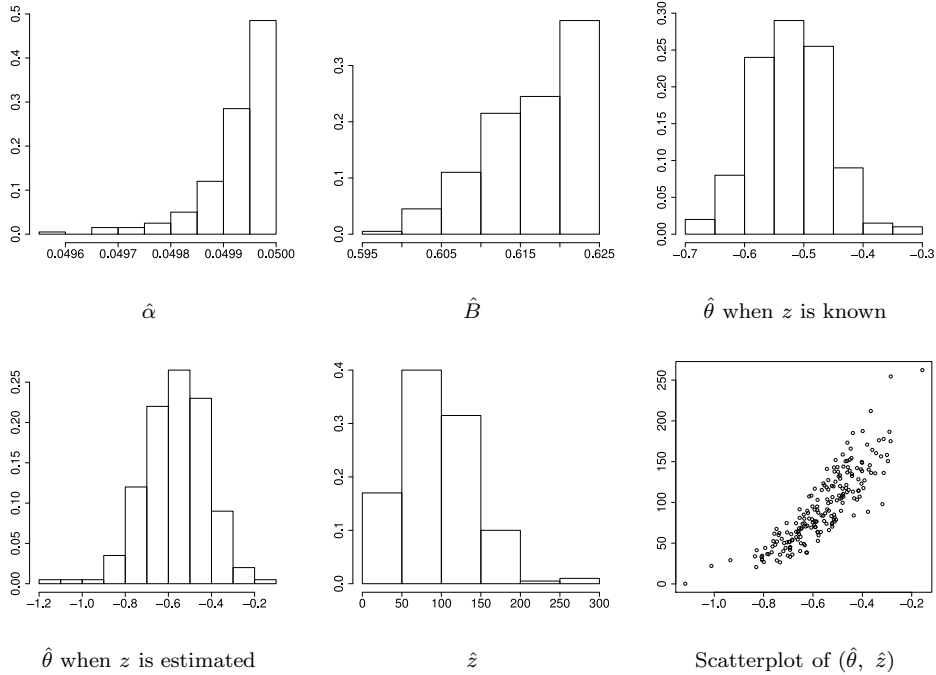 0.0 0.1 0.2 0.3 0.4 0.5
0.0496 0.0497 0.0498 0.0499 0.0500
α̂
0.0 0.1 0.2 0.3
0.595 0.605 0.615 0.625
B̂
0.00 0.05 0.10 0.15 0.20 0.25 0.30
−0.7 −0.6 −0.5 −0.4 −0.3
θ̂ when z is known
0.00 0.05 0.10 0.15 0.20 0.25
−1.2 −1.0 −0.8 −0.6 −0.4 −0.2
θ̂ when z is estimated
0.0 0.1 0.2 0.3 0.4
0 50 100 150 200 250 300
ẑ
0 50 100 150 200 250
−1.0 −0.8 −0.6 −0.4 −0.2
Scatterplot of (θ̂, ẑ)